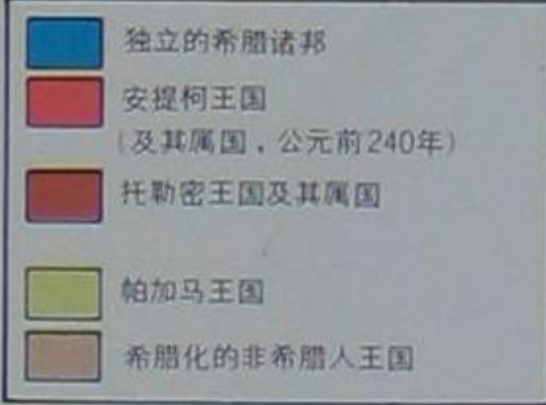 独立的希腊诸邦
安提柯王国
(及其属国，公元前240年)
托勒密王国及其属国
帕加马王国
希腊化的非希腊人王国